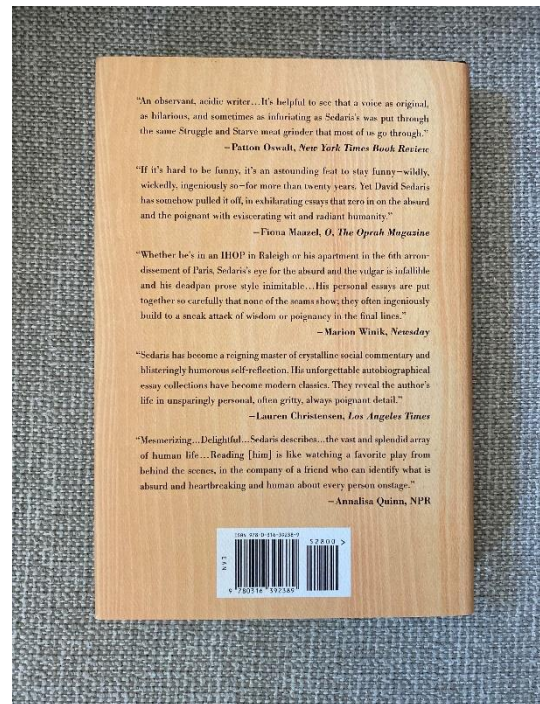 “An observant, acidic writer...It's helpful to see that a voice as original,
as hilarious, and sometimes as infuriating as Sedaris's was put through
the same Struggle and Starve meat grinder that most of us go through.”
—Patton Oswalt, New York Times Book Review
“If it's hard to be funny, it's an astounding feat to stay funny—wildly,
wickedly, ingeniously so—for more than twenty years. Yet David Sedaris
has somehow pulled it off, in exhilarating essays that zero in on the absurd
and the poignant with eviscerating wit and radiant humanity.”
—Fiona Maazel, O, The Oprah Magazine
“Whether he's in an IHOP in Raleigh or his apartment in the 6th arron-
dissement of Paris, Sedaris's eye for the absurd and the vulgar is infallible
and his deadpan prose style inimitable...His personal essays are put
together so carefully that none of the seams show; they often ingeniously
build to a sneak attack of wisdom or poignancy in the final lines.”
—Marion Winik, Newsday
“Sedaris has become a reigning master of crystalline social commentary and
blisteringly humorous self-reflection. His unforgettable autobiographical
essay collections have become modern classics. They reveal the author's
life in unsparingly personal, often gritty, always poignant detail.”
—Lauren Christensen, Los Angeles Times
“Mesmerizing...Delightful...Sedaris describes...the vast and splendid array
of human life...Reading [him] is like watching a favorite play from
behind the scenes, in the company of a friend who can identify what is
absurd and heartbreaking and human about every person onstage.”
—Annalisa Quinn, NPR
ISBN 978-0-316-39238-9
52800 >
EAN
9 780316 392389